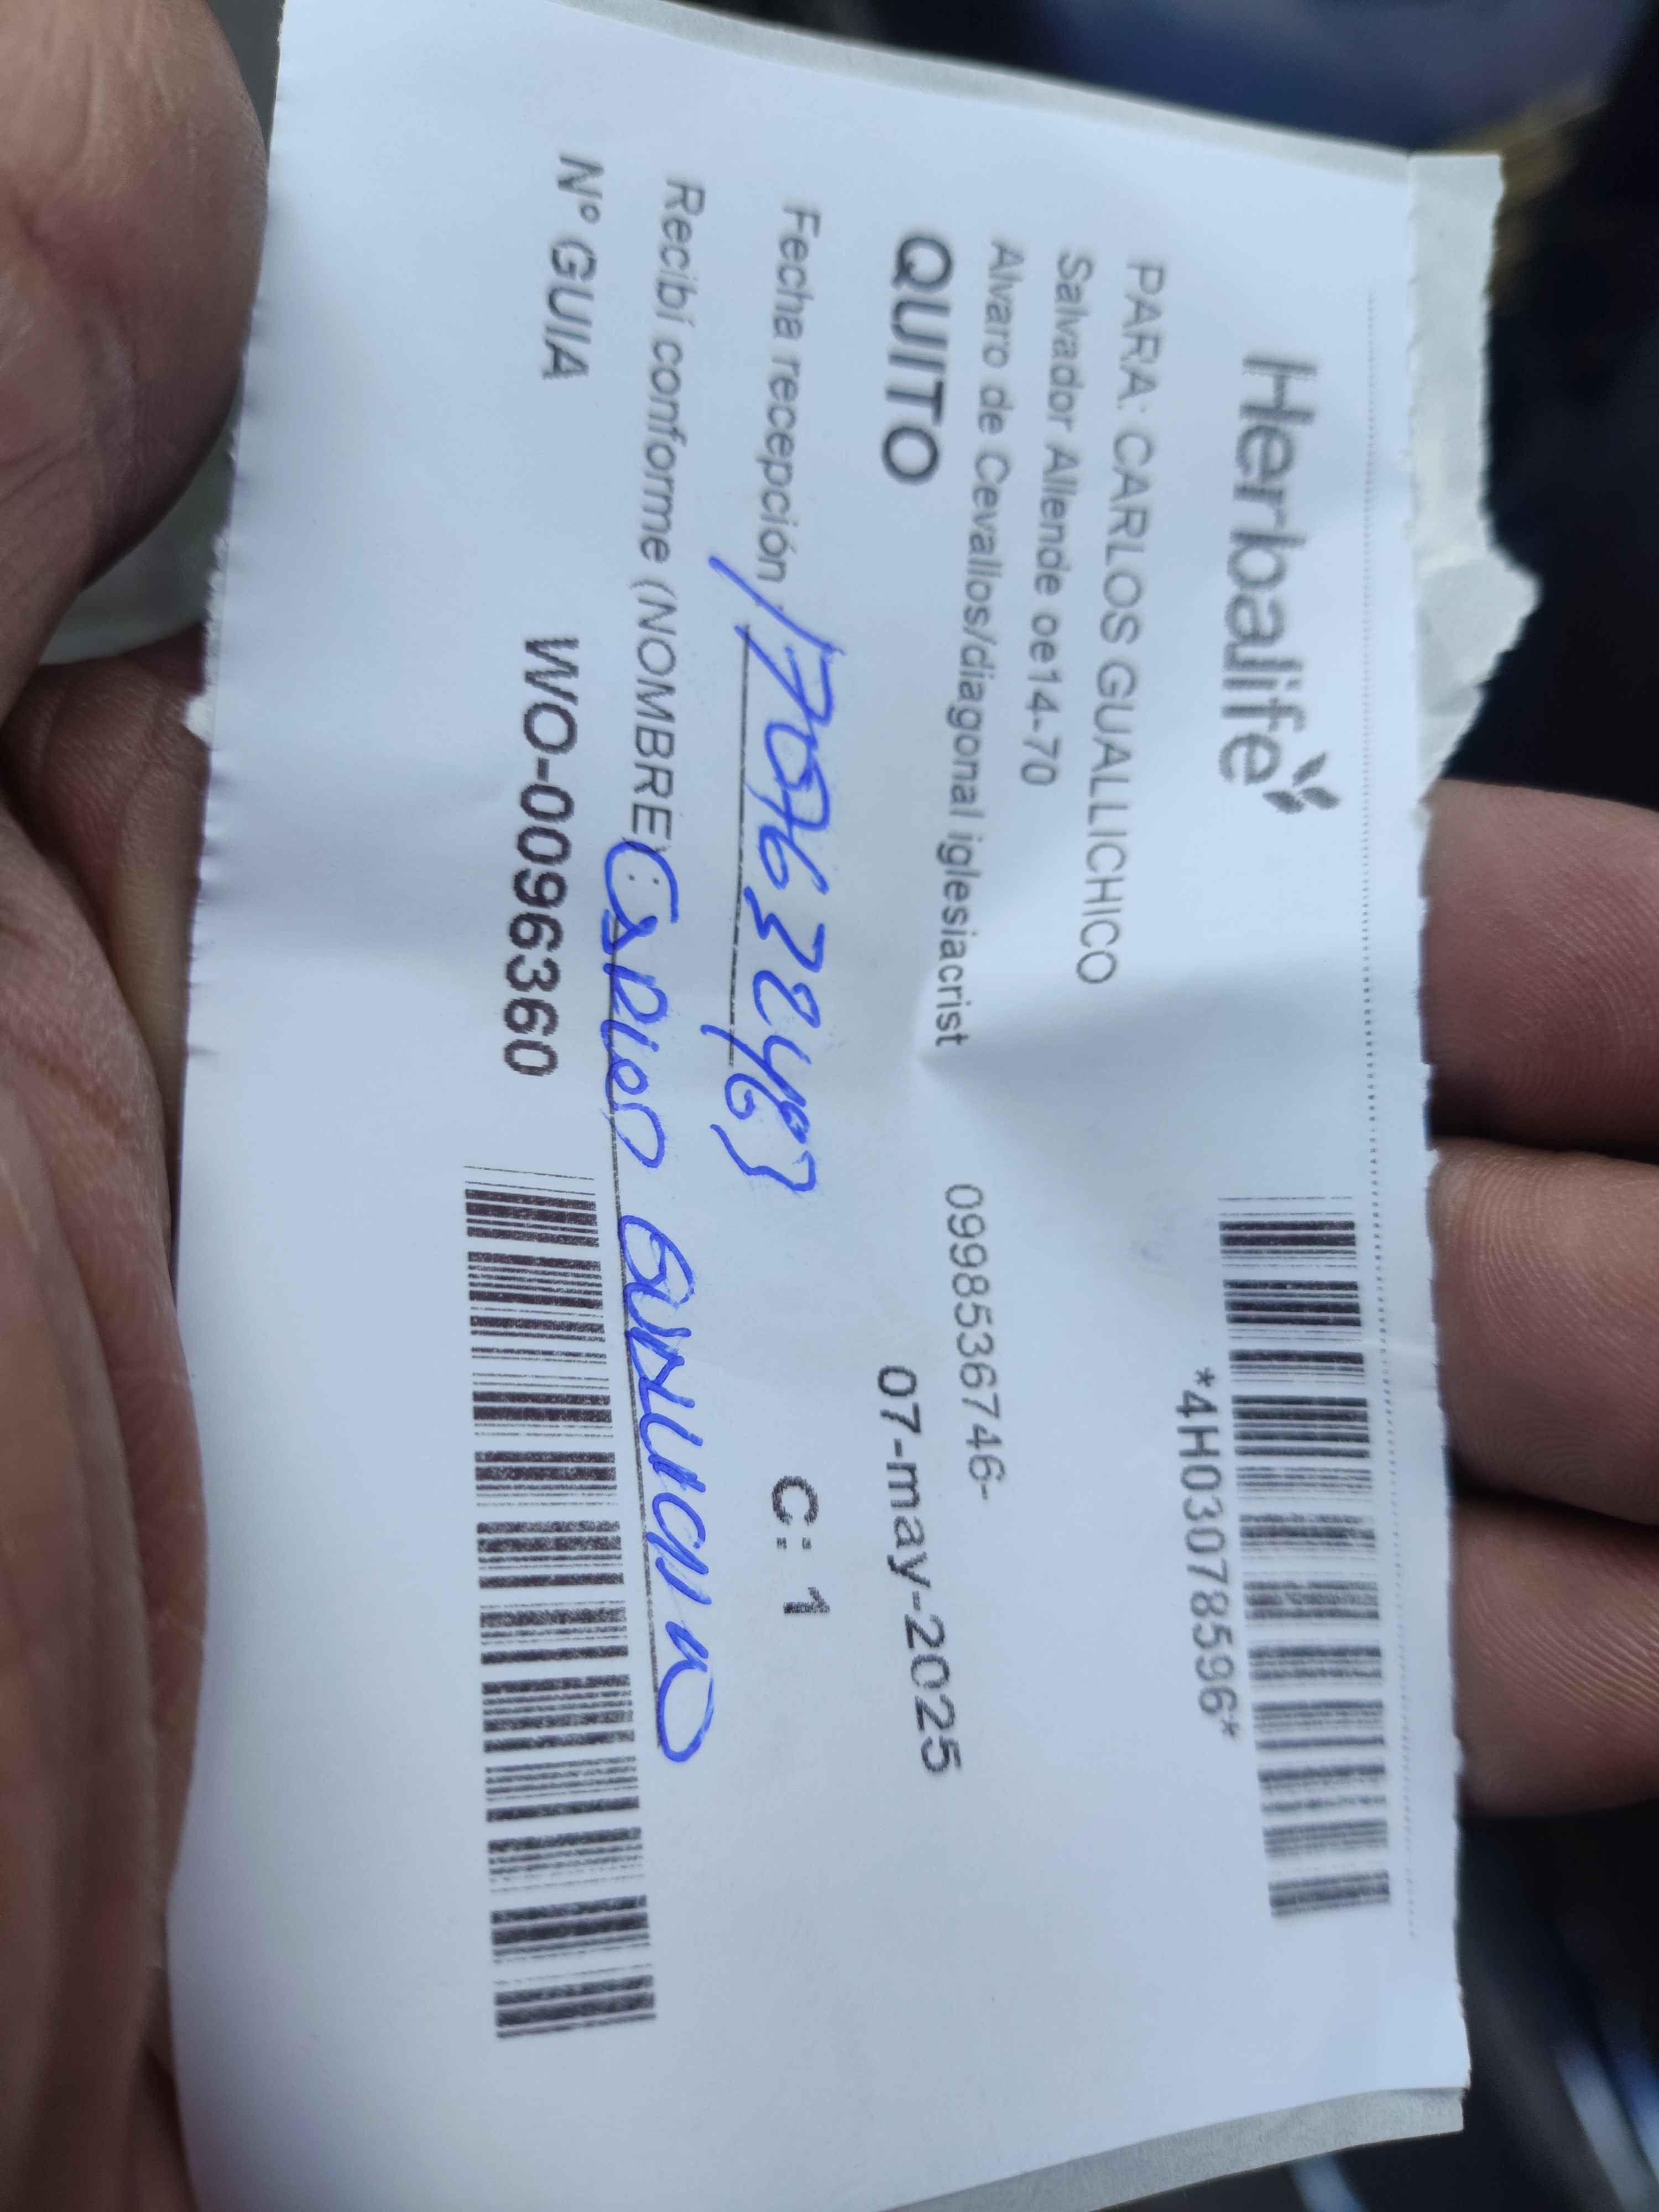 Herbalife
*4H03078596*
PARA: CARLOS GUALLICHICO
Salvador Allende oe14-70
Alvaro de Cevallos/diagonal iglesiacrist 0998536746-
QUITO 07-may-2025
Fecha recepción C: 1
Recibí conforme (NOMBRE): Carlos
Nº GUIA WO-0096360